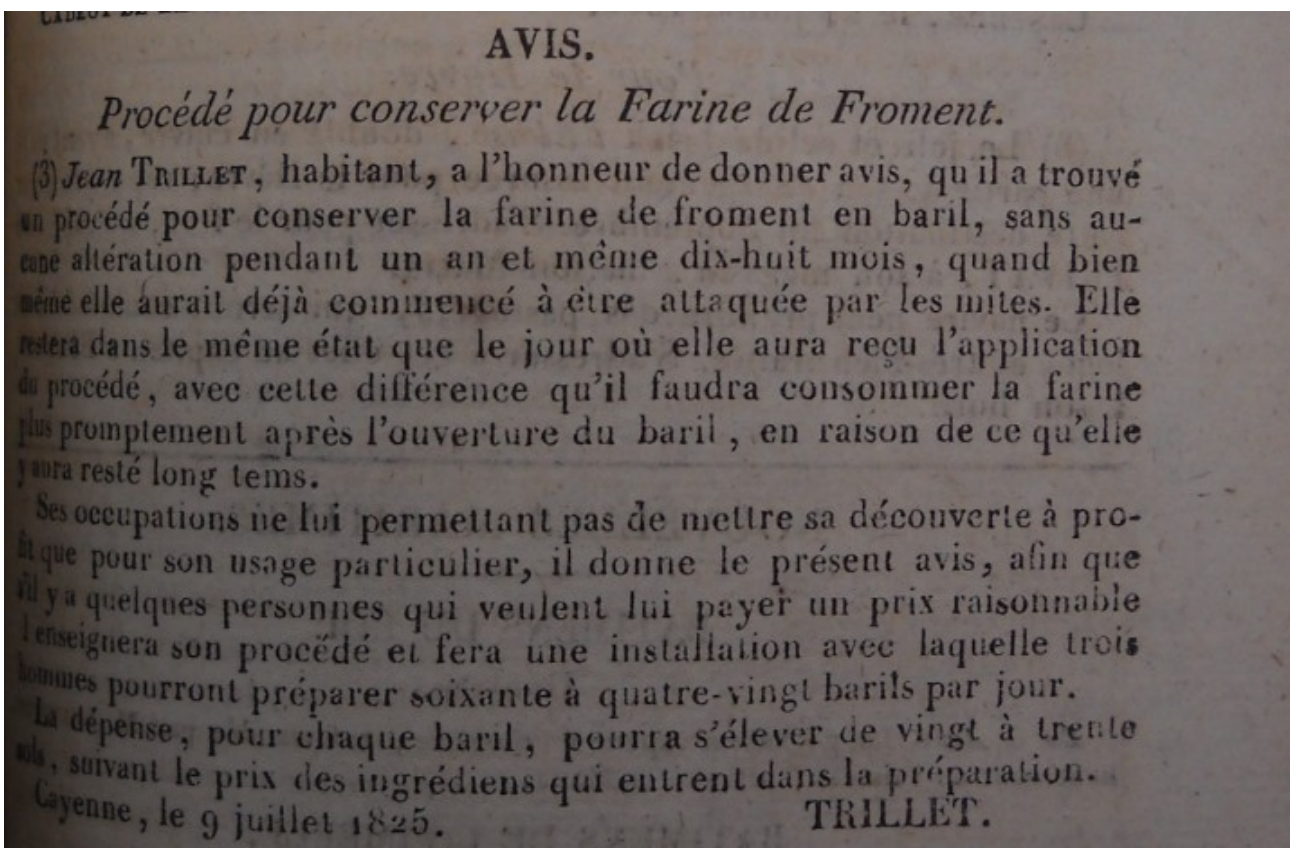 AVIS.
Procédé pour conserver la Farine de Froment.
(3) Jean TRILLET, habitant, a l'honneur de donner avis, qu'il a trouvé
un procédé pour conserver la farine de froment en baril, sans au-
cune altération pendant un an et même dix-huit mois, quand bien
même elle aurait déjà commencé à être attaquée par les mites. Elle
restera dans le même état que le jour où elle aura reçu l'application
du procédé, avec cette différence qu'il faudra consommer la farine
plus promptement après l'ouverture du baril, en raison de ce qu'elle
y aura resté long tems.
Ses occupations ne lui permettant pas de mettre sa découverte à pro-
fit que pour son usage particulier, il donne le présent avis, afin que
s'il y a quelques personnes qui veulent lui payer un prix raisonnable
l'enseignera son procédé et fera une installation avec laquelle trois
hommes pourront préparer soixante à quatre-vingt barils par jour.
La dépense, pour chaque baril, pourra s'élever de vingt à trente
sols, suivant le prix des ingrédiens qui entrent dans la préparation.
Cayenne, le 9 juillet 1825. TRILLET.